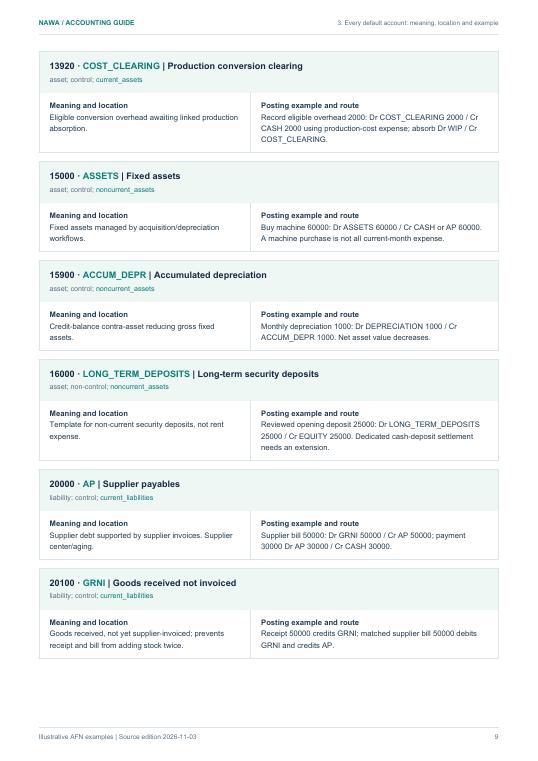 NAWA / ACCOUNTING GUIDE
3. Every default account: meaning, location and example
13920 · COST_CLEARING | Production conversion clearing
asset; control; current_assets
Meaning and location
Eligible conversion overhead awaiting linked production
absorption.
Posting example and route
Record eligible overhead 2000: Dr COST_CLEARING 2000 / Cr
CASH 2000 using production-cost expense; absorb Dr WIP / Cr
COST_CLEARING.
15000 · ASSETS | Fixed assets
asset; control; noncurrent_assets
Meaning and location
Fixed assets managed by acquisition/depreciation
workflows.
Posting example and route
Buy machine 60000: Dr ASSETS 60000 / Cr CASH or AP 60000.
A machine purchase is not all current-month expense.
15900 · ACCUM_DEPR | Accumulated depreciation
asset; control; noncurrent_assets
Meaning and location
Credit-balance contra-asset reducing gross fixed
assets.
Posting example and route
Monthly depreciation 1000: Dr DEPRECIATION 1000 / Cr
ACCUM_DEPR 1000. Net asset value decreases.
16000 · LONG_TERM_DEPOSITS | Long-term security deposits
asset; non-control; noncurrent_assets
Meaning and location
Template for non-current security deposits, not rent
expense.
Posting example and route
Reviewed opening deposit 25000: Dr LONG_TERM_DEPOSITS
25000 / Cr EQUITY 25000. Dedicated cash-deposit settlement
needs an extension.
20000 · AP | Supplier payables
liability; control; current_liabilities
Meaning and location
Supplier debt supported by supplier invoices. Supplier
center/aging.
Posting example and route
Supplier bill 50000: Dr GRNI 50000 / Cr AP 50000; payment
30000 Dr AP 30000 / Cr CASH 30000.
20100 · GRNI | Goods received not invoiced
liability; control; current_liabilities
Meaning and location
Goods received, not yet supplier-invoiced; prevents
receipt and bill from adding stock twice.
Posting example and route
Receipt 50000 credits GRNI; matched supplier bill 50000 debits
GRNI and credits AP.
Illustrative AFN examples | Source edition 2026-11-03
9